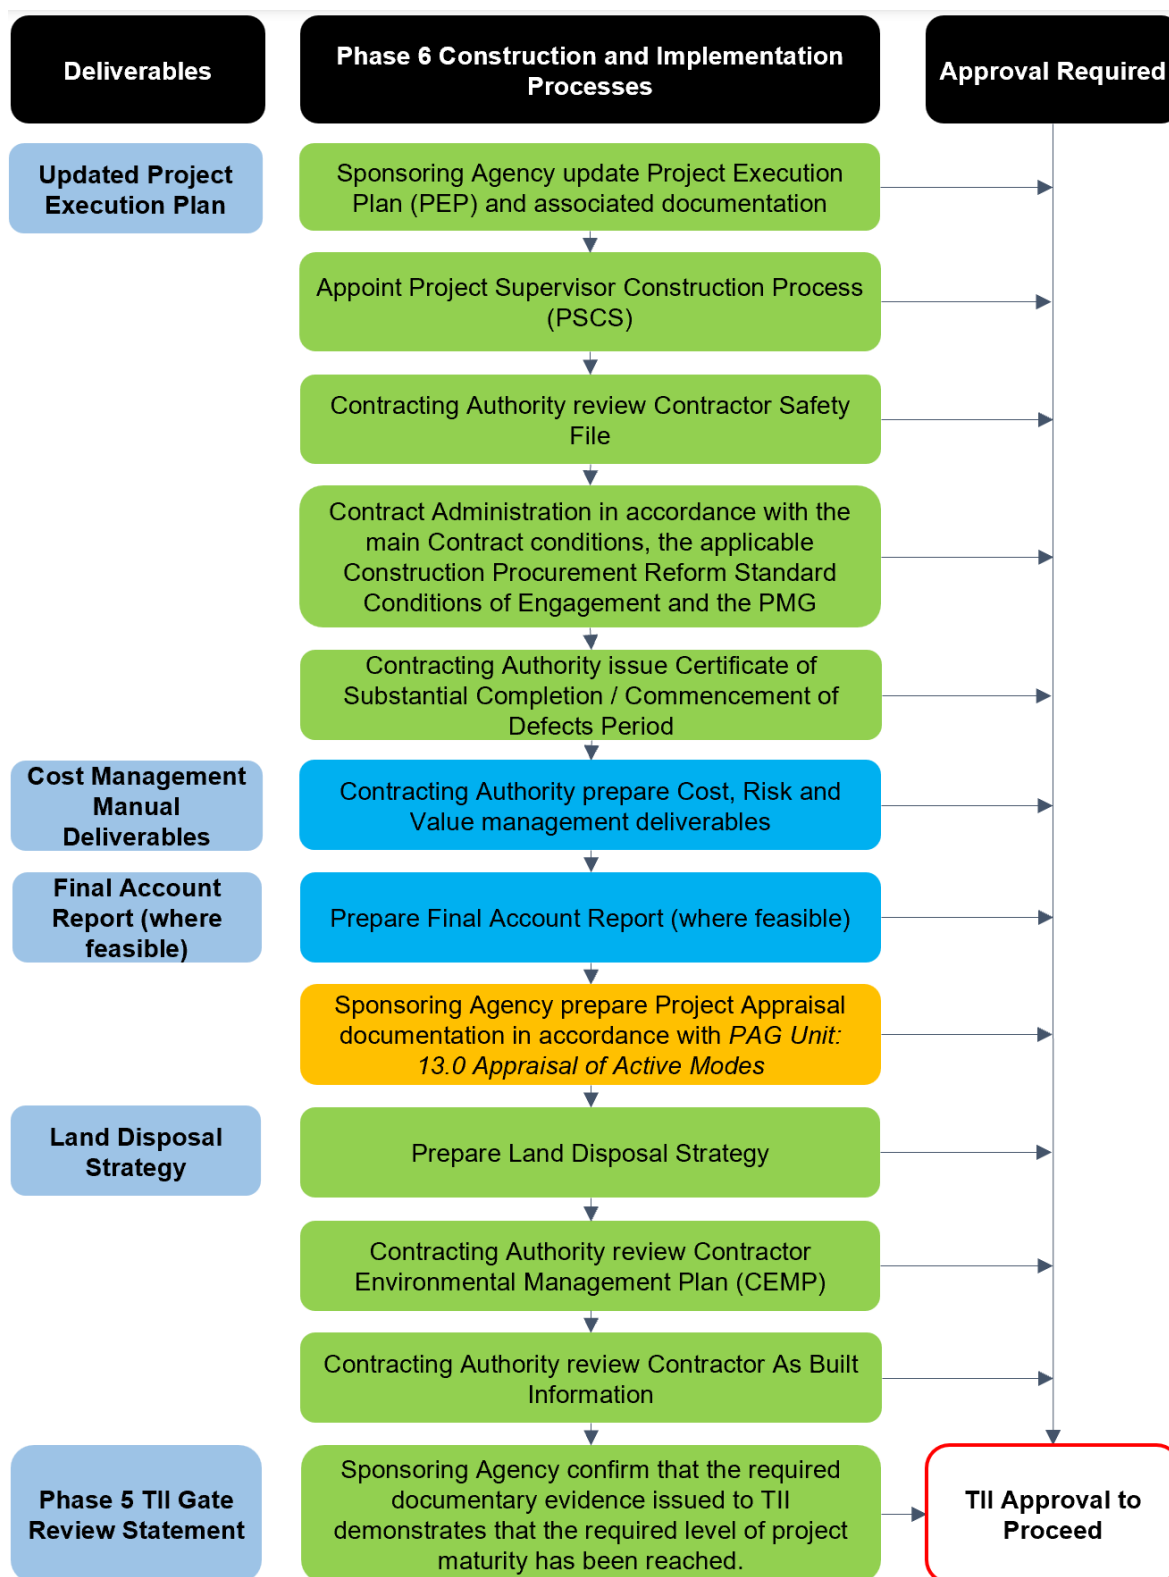 Deliverables
Phase 6 Construction and Implementation
Processes
Approval Required
Updated Project
Execution Plan
Sponsoring Agency update Project Execution
Plan (PEP) and associated documentation
Appoint Project Supervisor Construction Process
(PSCS)
Contracting Authority review Contractor Safety
File
Contract Administration in accordance with the
main Contract conditions, the applicable
Construction Procurement Reform Standard
Conditions of Engagement and the PMG
Contracting Authority issue Certificate of
Substantial Completion / Commencement of
Defects Period
Cost Management
Manual
Deliverables
Contracting Authority prepare Cost, Risk and
Value management deliverables
Final Account
Report (where
feasible)
Prepare Final Account Report (where feasible)
Sponsoring Agency prepare Project Appraisal
documentation in accordance with PAG Unit:
13.0 Appraisal of Active Modes
Land Disposal
Strategy
Prepare Land Disposal Strategy
Contracting Authority review Contractor
Environmental Management Plan (CEMP)
Contracting Authority review Contractor As Built
Information
Phase 5 TII Gate
Review Statement
Sponsoring Agency confirm that the required
documentary evidence issued to TII
demonstrates that the required level of project
maturity has been reached.
TII Approval to
Proceed